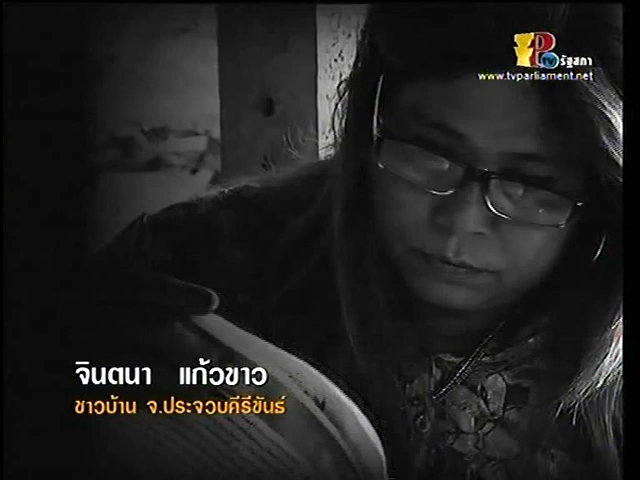 TPtv รัฐสภา
www.tvparliament.net
จินตนา แก้วขาว
ชาวบ้าน จ.ประจวบคีรีขันธ์